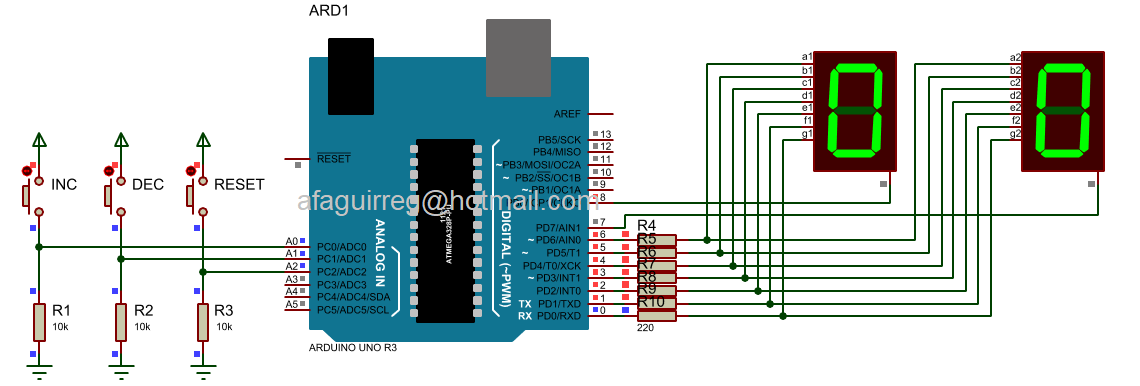 ARD1
AREF
RESET
PB5/SCK 13
PB4/MISO 12
~ PB3/MOSI/OC2A 11
~ PB2/SS/OC1B 10
~ PB1/OC1A 9
8
afaguirreg@hotmail.com
PD7/AIN1 7
~ PD6/AIN0 6
~ PD5/T1 5
PD4/T0/XCK 4
~ PD3/INT1 3
PD2/INT0 2
TX PD1/TXD 1
RX PD0/RXD 0
DIGITAL (~PWM)
ANALOG IN
A0 PC0/ADC0
A1 PC1/ADC1
A2 PC2/ADC2
A3 PC3/ADC3
A4 PC4/ADC4/SDA
A5 PC5/ADC5/SCL
ARDUINO UNO R3
INC
DEC
RESET
R1
10k
R2
10k
R3
10k
R4
R5
R6
R7
R8
R9
R10
220
a1
b1
c1
d1
e1
f1
g1
a2
b2
c2
d2
e2
f2
g2
0
0